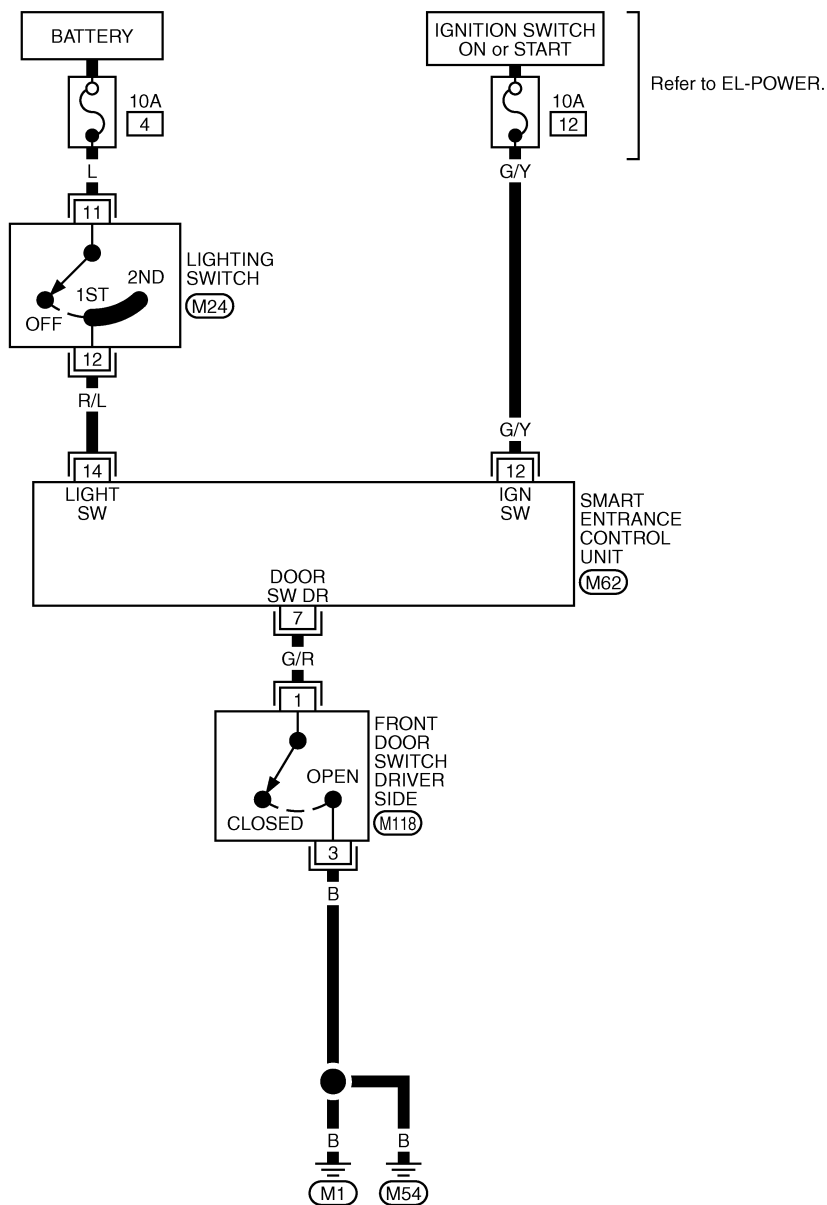 BATTERY
IGNITION SWITCH
ON or START
Refer to EL-POWER.
10A
4
10A
12
L
G/Y
11
LIGHTING
SWITCH
M24
2ND
1ST
OFF
12
R/L
G/Y
14
12
LIGHT
SW
IGN
SW
SMART
ENTRANCE
CONTROL
UNIT
M62
DOOR
SW DR
7
G/R
1
FRONT
DOOR
SWITCH
DRIVER
SIDE
M118
OPEN
CLOSED
3
B
B
B
M1
M54